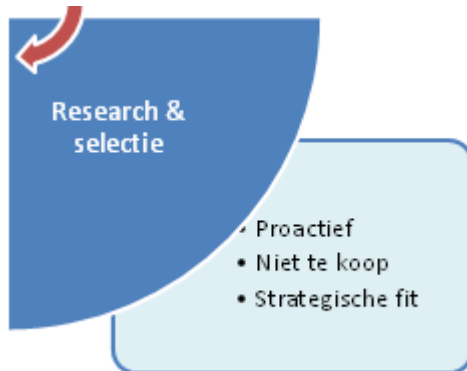 Research &
selectie
• Proactief
• Niet te koop
• Strategische fit